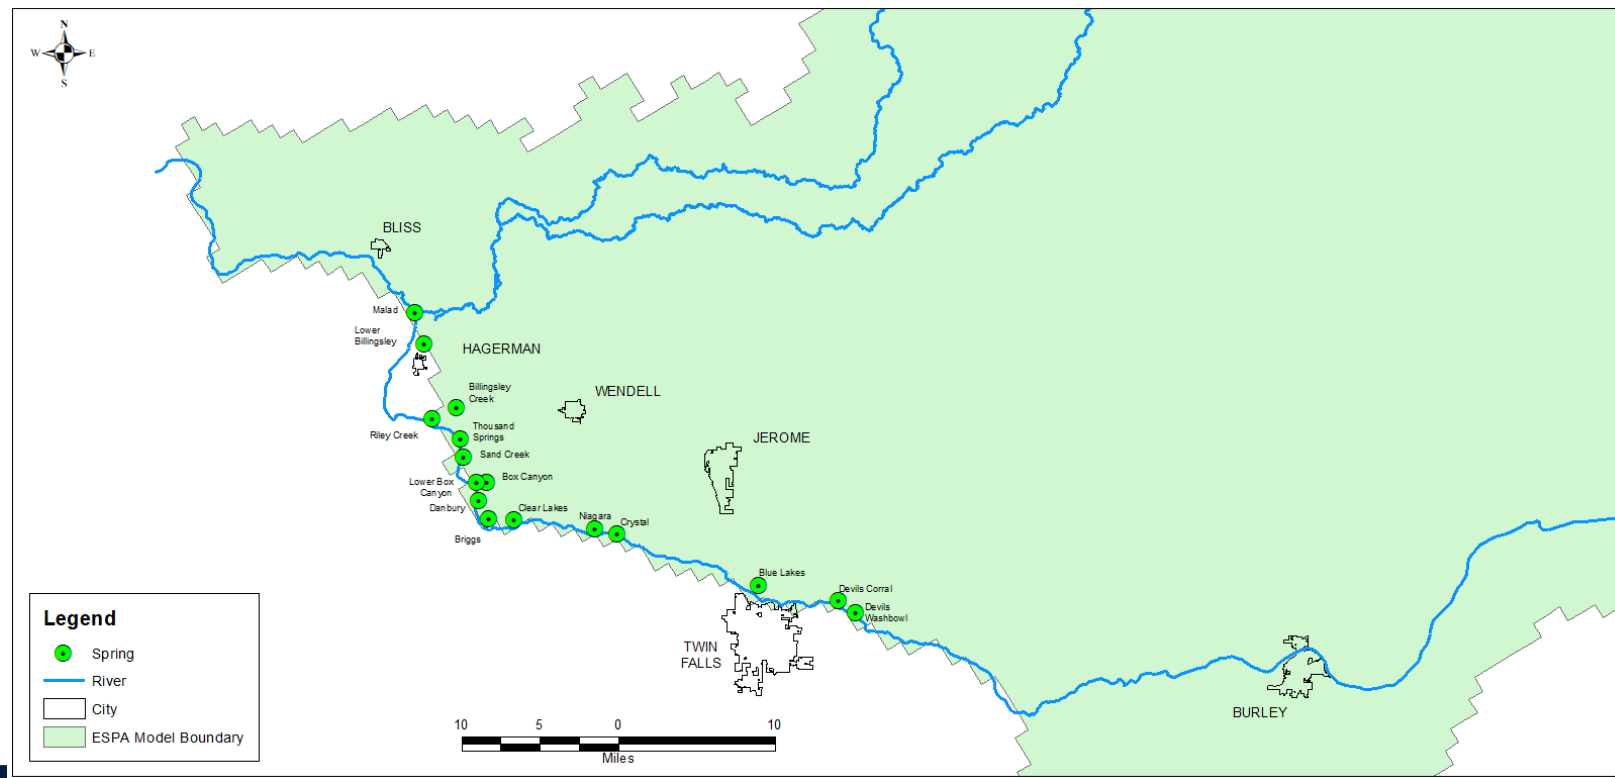 N
W E
S
BLISS
Malad
Lower
Billingsley
HAGERMAN
Billingsley
Creek
WENDELL
Riley Creek
Thousand
Springs
JEROME
Sand Creek
Lower Box
Canyon
Box Canyon
Danbury
Clear Lakes
Niagara
Crystal
Briggs
Blue Lakes
Devils Corral
Devils
Washbowl
TWIN
FALLS
BURLEY
Legend
Spring
River
City
ESPA Model Boundary
10 5 0 10
Miles